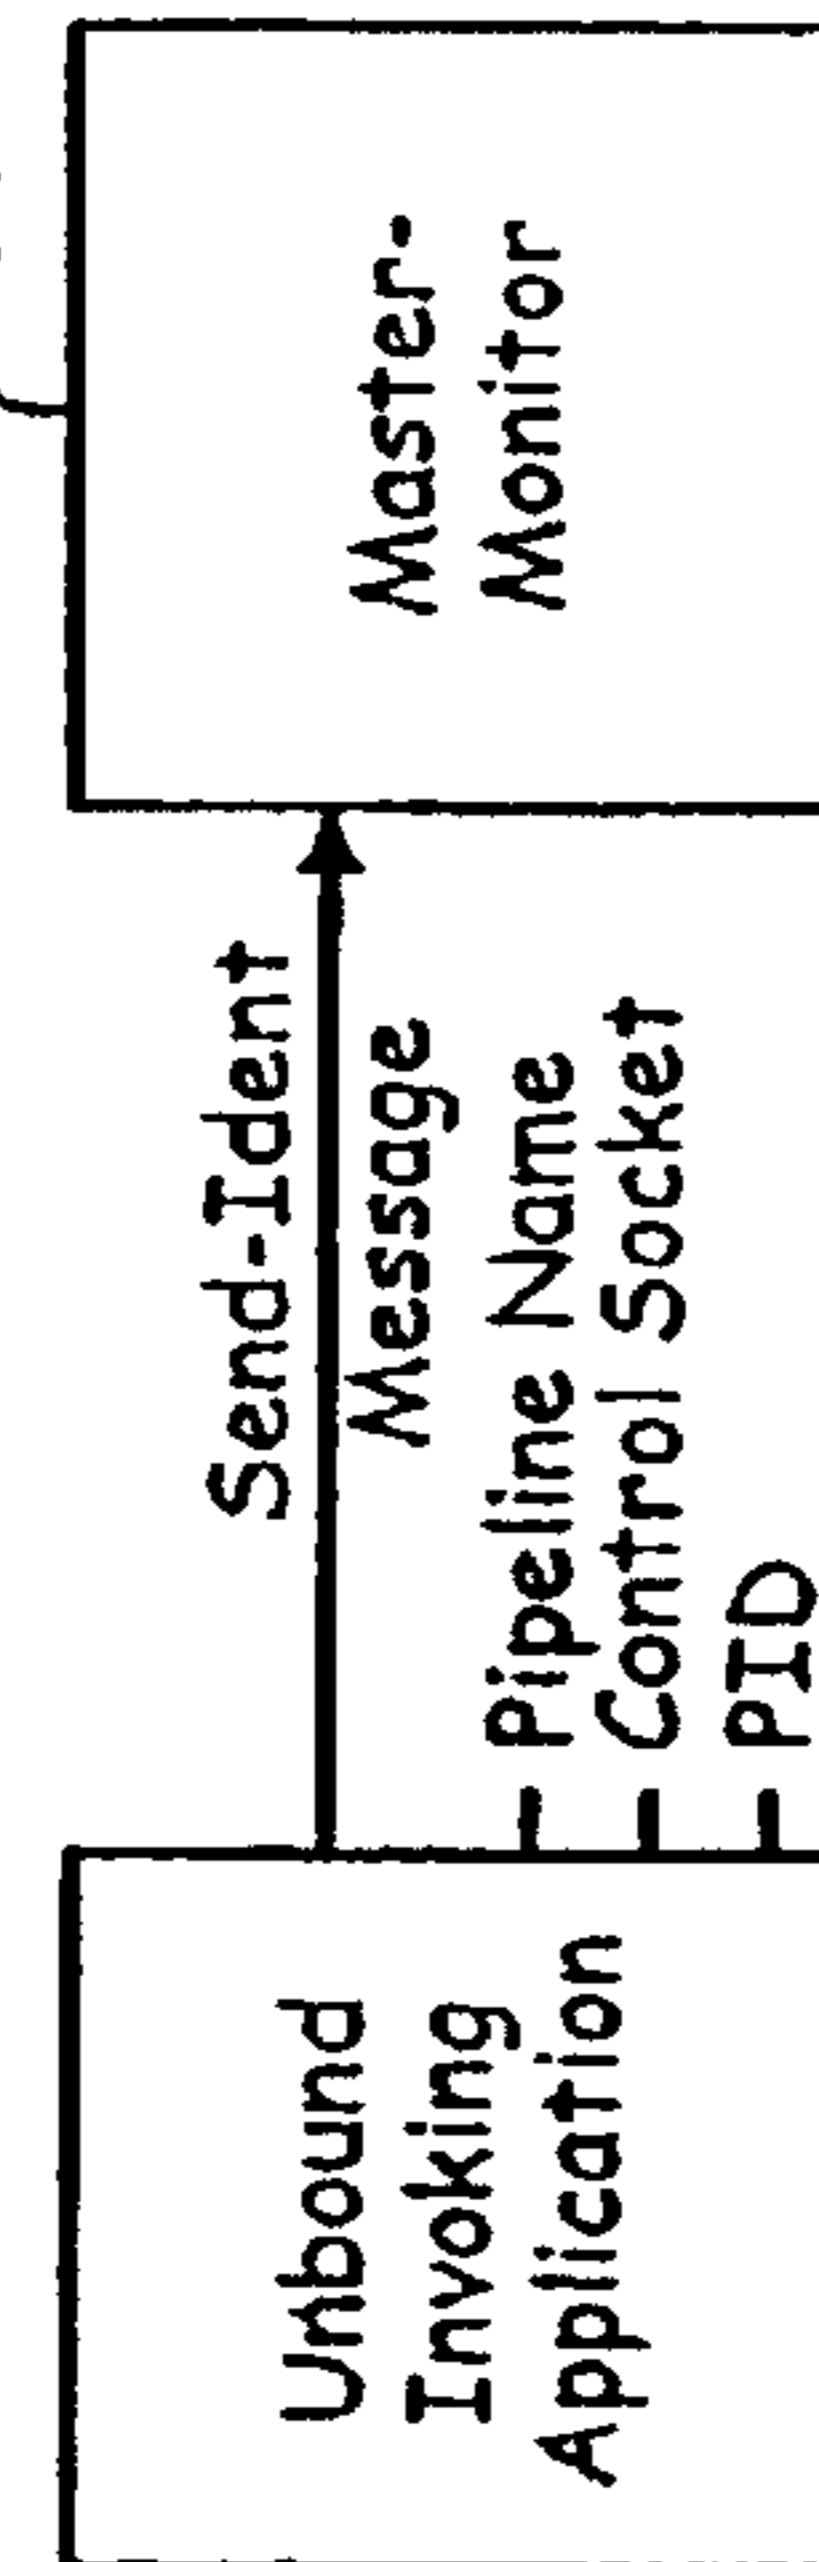 Unbound
Invoking
Application
Send-Ident
Message
Pipeline Name
Control Socket
PID
Master-
Monitor